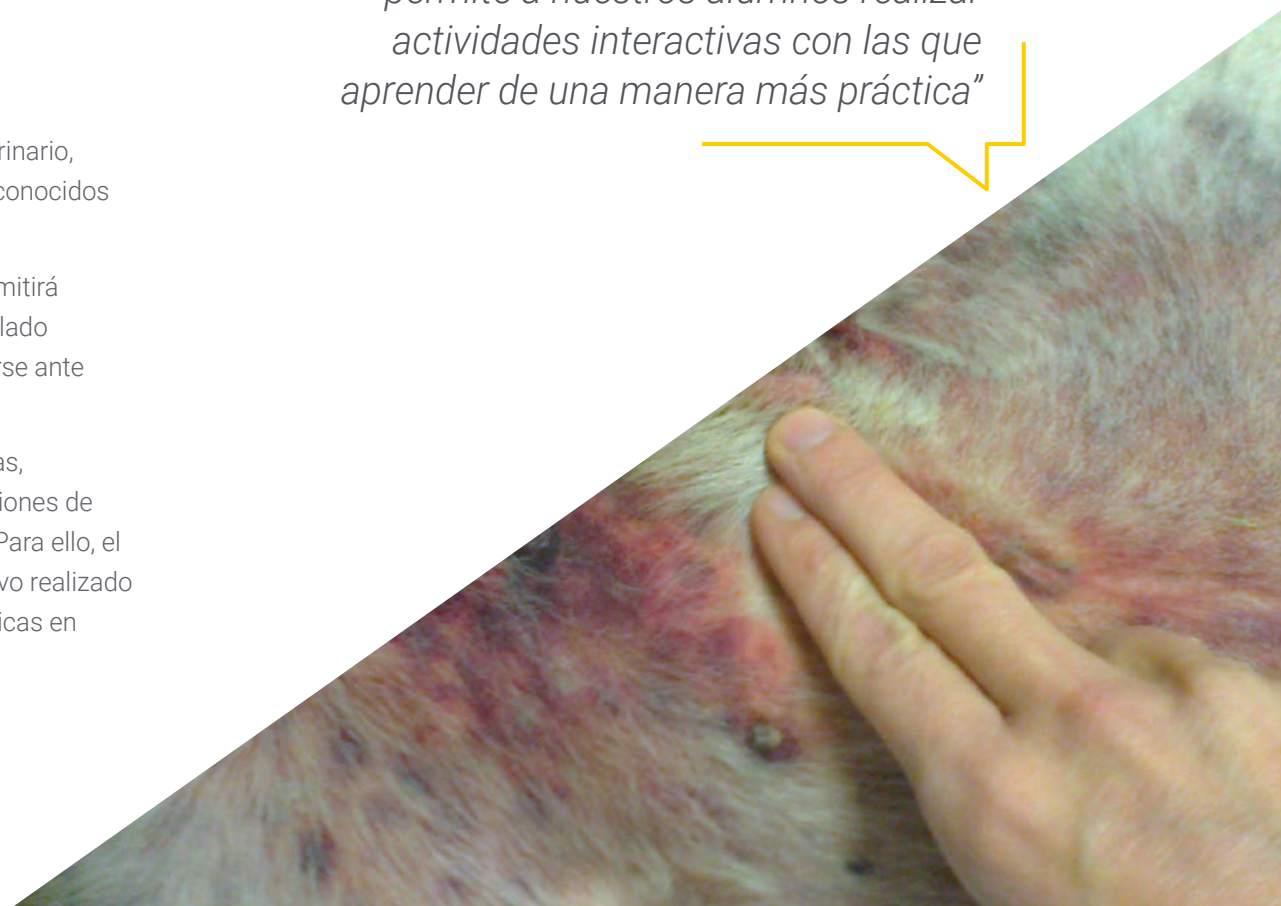 actividades interactivas con las que
aprender de una manera más práctica”
rinario,
conocidos
mitirá
lado
rse ante
as,
iones de
Para ello, el
vo realizado
icas en